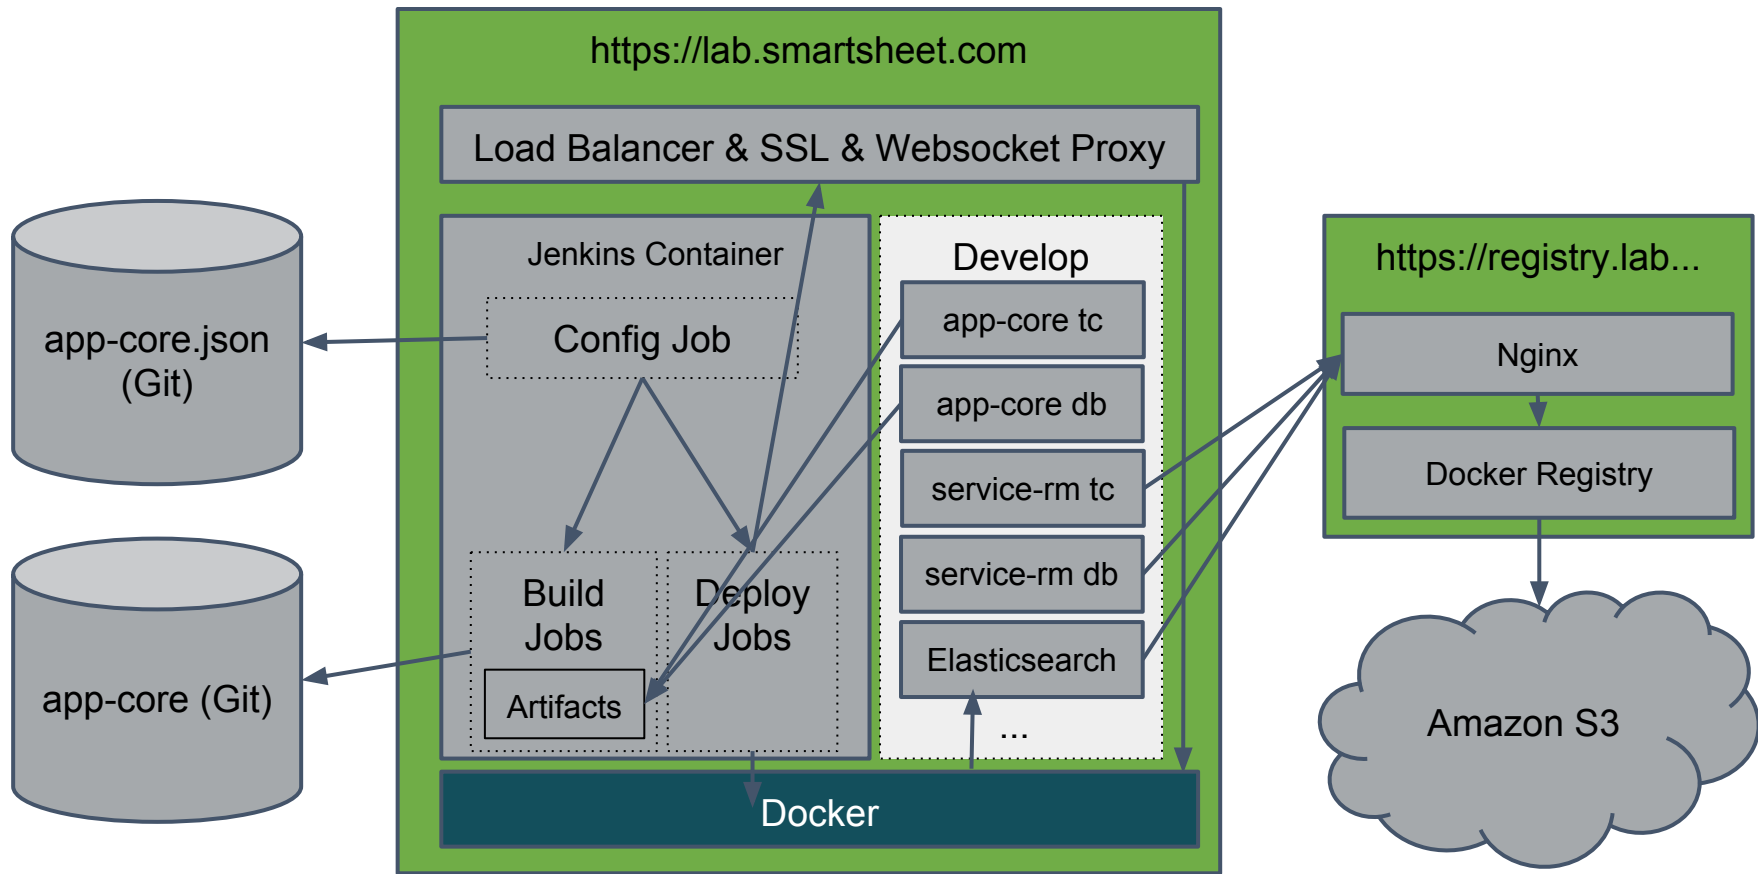 https://lab.smartsheet.com
Load Balancer & SSL & Websocket Proxy
app-core.json
(Git)
app-core (Git)
Jenkins Container
Config Job
Build
Jobs
Artifacts
Deploy
Jobs
Develop
app-core tc
app-core db
service-rm tc
service-rm db
Elasticsearch
...
Docker
https://registry.lab...
Nginx
Docker Registry
Amazon S3